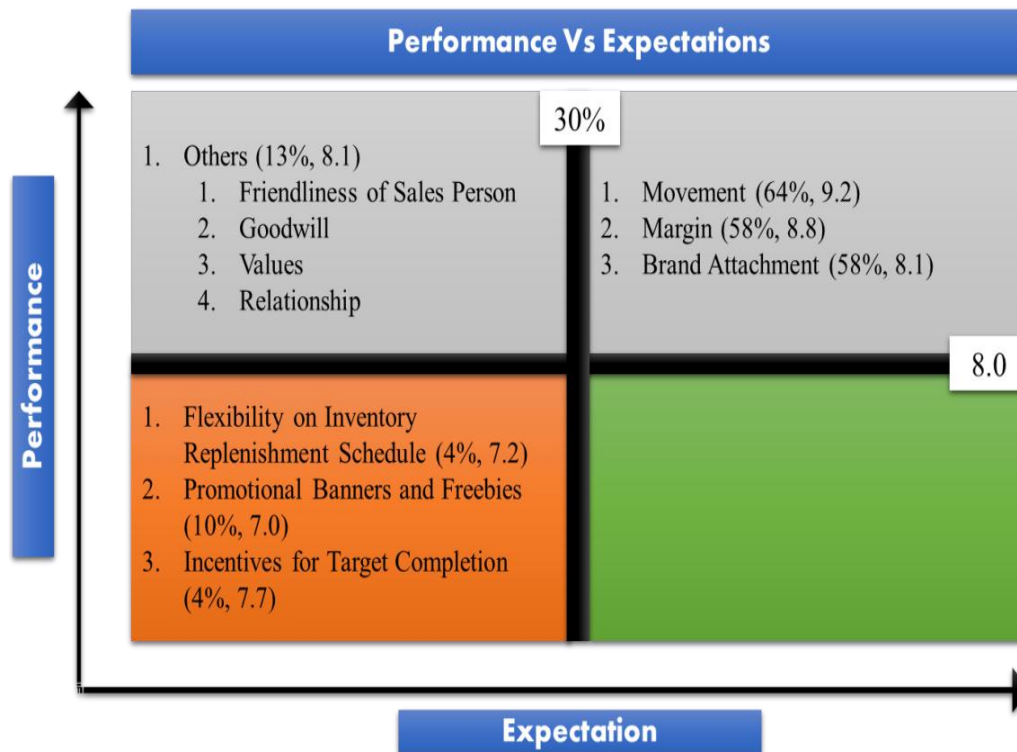 Performance Vs Expectations
30%
1. Others (13%, 8.1)
1. Friendliness of Sales Person
2. Goodwill
3. Values
4. Relationship
1. Movement (64%, 9.2)
2. Margin (58%, 8.8)
3. Brand Attachment (58%, 8.1)
8.0
Performance
1. Flexibility on Inventory
Replenishment Schedule (4%, 7.2)
2. Promotional Banners and Freebies
(10%, 7.0)
3. Incentives for Target Completion
(4%, 7.7)
Expectation